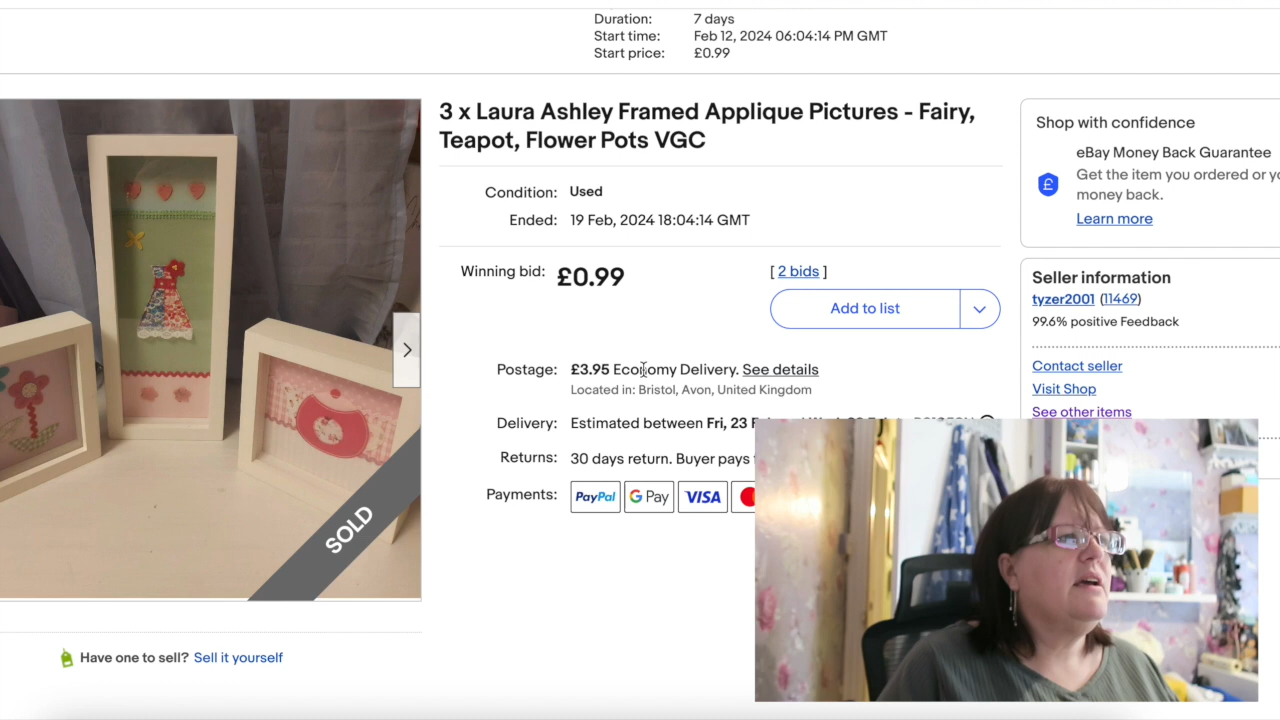 Duration: 7 days
Start time: Feb 12, 2024 06:04:14 PM GMT
Start price: £0.99
3 x Laura Ashley Framed Applique Pictures - Fairy,
Teapot, Flower Pots VGC
Condition: Used
Ended: 19 Feb, 2024 18:04:14 GMT
Winning bid: £0.99 [ 2 bids ]
Add to list
Postage: £3.95 Economy Delivery. See details
Located in: Bristol, Avon, United Kingdom
Delivery: Estimated between Fri, 23
Returns: 30 days return. Buyer pays
Payments: PayPal G Pay VISA
SOLD
Have one to sell? Sell it yourself
Shop with confidence
eBay Money Back Guarantee
Get the item you ordered or
money back.
Learn more
Seller information
tyzer2001 (11469)
99.6% positive Feedback
Contact seller
Visit Shop
See other items